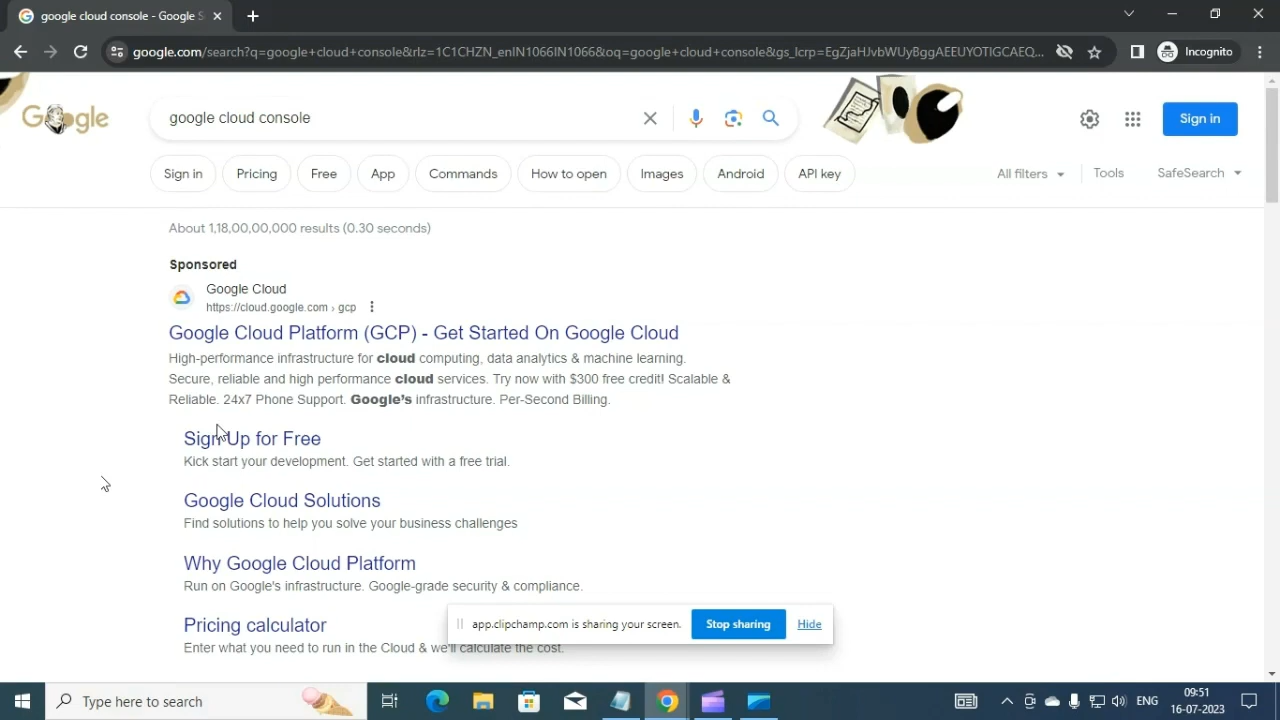 google cloud console - Google S
google.com/search?q=google+cloud+console&rlz=1C1CHZN_enIN1066IN1066&oq=google+cloud+console&gs_lcrp=EgZjaHJvbWUyBggAEEUYOTIGCAEQ...
Incognito
Google
google cloud console
Sign in
Sign in
Pricing
Free
App
Commands
How to open
Images
Android
API key
All filters
Tools
SafeSearch
About 1,18,00,00,000 results (0.30 seconds)
Sponsored
Google Cloud
https://cloud.google.com › gcp
Google Cloud Platform (GCP) - Get Started On Google Cloud
High-performance infrastructure for cloud computing, data analytics & machine learning.
Secure, reliable and high performance cloud services. Try now with $300 free credit! Scalable &
Reliable. 24x7 Phone Support. Google's infrastructure. Per-Second Billing.
Sign Up for Free
Kick start your development. Get started with a free trial.
Google Cloud Solutions
Find solutions to help you solve your business challenges
Why Google Cloud Platform
Run on Google's infrastructure. Google-grade security & compliance.
Pricing calculator
Enter what you need to run in the Cloud & we'll calculate the cost.
app.clipchamp.com is sharing your screen.
Stop sharing
Hide
Type here to search
ENG
09:51
16-07-2023